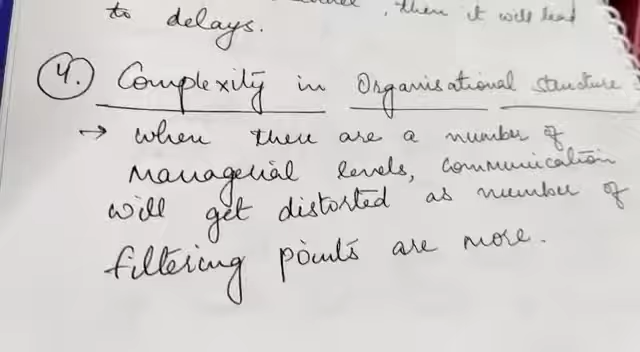 , then it will lead
to delays.
4. Complexity in Organisational structure
→ when there are a number of
managerial levels, communication
will get distorted as number of
filtering points are more.